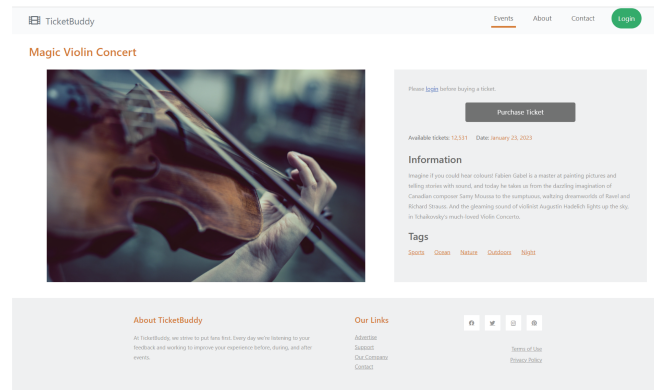 TicketBuddy
Events About Contact Login
Magic Violin Concert
Please login before buying a ticket.
Purchase Ticket
Available tickets: 12,531 Date: January 23, 2023
Information
Imagine if you could hear colours! Fabien Gabel is a master at painting pictures and
telling stories with sound, and today he takes us from the dazzling imagination of
Canadian composer Samy Moussa to the sumptuous, waltzing dreamworlds of Ravel and
Richard Strauss. And the gleaming sound of violinist Augustin Hadelich lights up the sky,
in Tchaikovsky's much-loved Violin Concerto.
Tags
Sports Ocean Nature Outdoors Night
About TicketBuddy
At TicketBuddy, we strive to put fans first. Every day we're listening to your
feedback and working to improve your experience before, during, and after
events.
Our Links
Advertise
Support
Our Company
Contact
Terms of Use
Privacy Policy